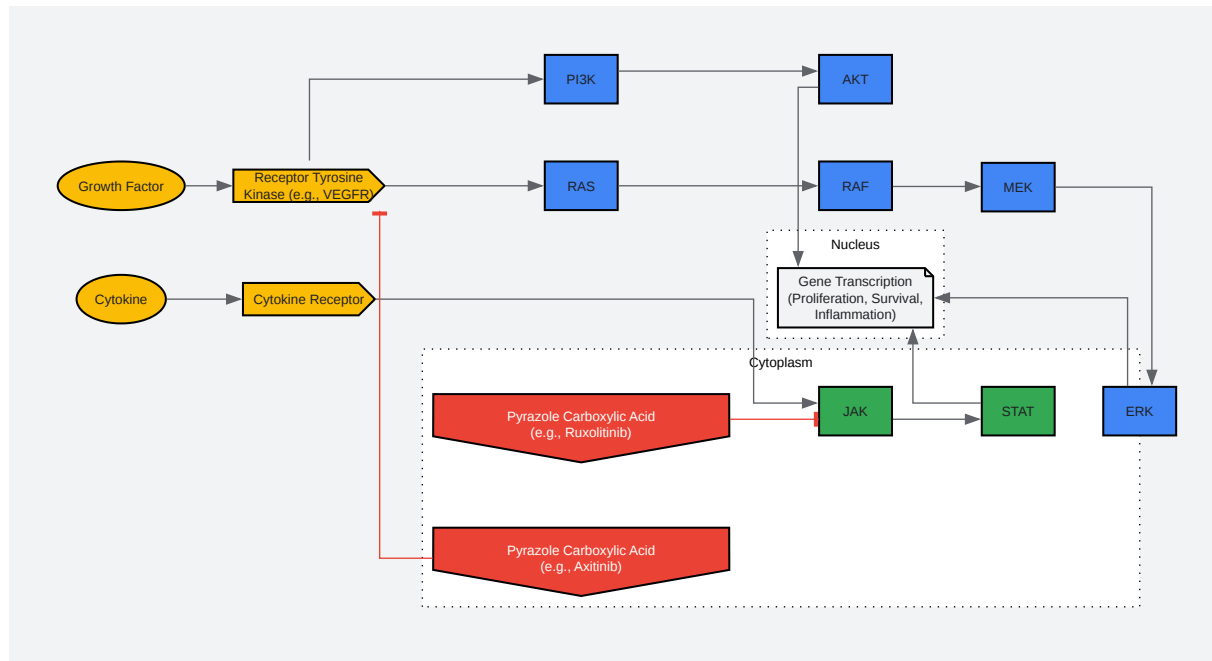 PI3K
AKT
Growth Factor
Receptor Tyrosine
Kinase (e.g., VEGFR)
RAS
RAF
MEK
Nucleus
Cytokine
Cytokine Receptor
Gene Transcription
(Proliferation, Survival,
Inflammation)
Cytoplasm
Pyrazole Carboxylic Acid
(e.g., Ruxolitinib)
JAK
STAT
ERK
Pyrazole Carboxylic Acid
(e.g., Axitinib)